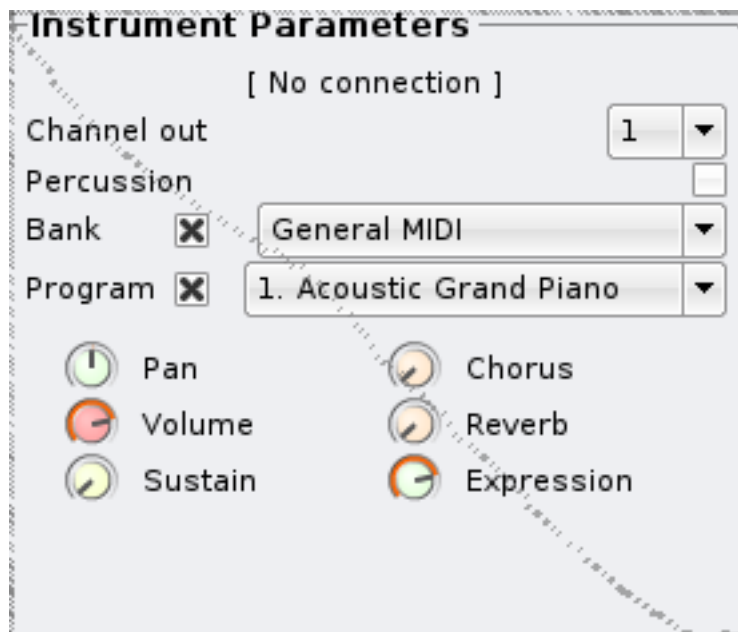 Instrument Parameters
[ No connection ]
Channel out 1
Percussion
Bank General MIDI
Program 1. Acoustic Grand Piano
Pan Chorus
Volume Reverb
Sustain Expression